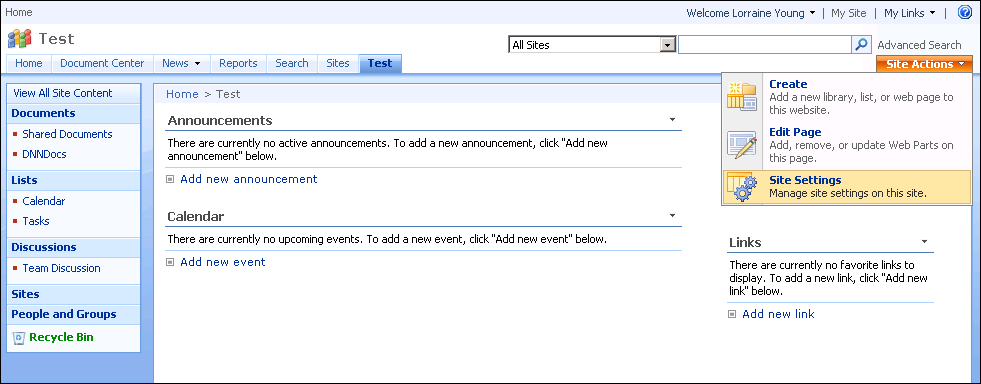 Home
Welcome Lorraine Young | My Site | My Links |
Test
All Sites
Advanced Search
Home Document Center News Reports Search Sites Test
Site Actions
View All Site Content
Documents
Shared Documents
DNNDocs
Lists
Calendar
Tasks
Discussions
Team Discussion
Sites
People and Groups
Recycle Bin
Home > Test
Announcements
There are currently no active announcements. To add a new announcement, click "Add new
announcement" below.
Add new announcement
Calendar
There are currently no upcoming events. To add a new event, click "Add new event" below.
Add new event
Create
Add a new library, list, or web page to
this website.
Edit Page
Add, remove, or update Web Parts on
this page.
Site Settings
Manage site settings on this site.
Links
There are currently no favorite links to
display. To add a new link, click "Add new
link" below.
Add new link